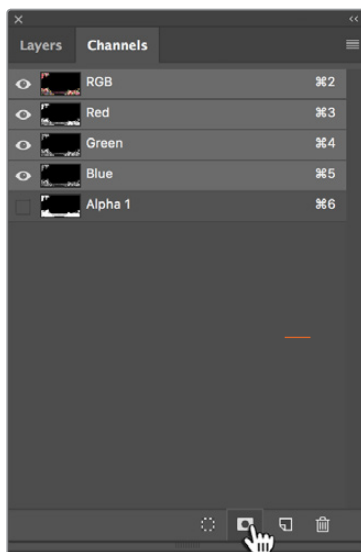 Layers Channels
RGB ⌘2
Red ⌘3
Green ⌘4
Blue ⌘5
Alpha 1 ⌘6